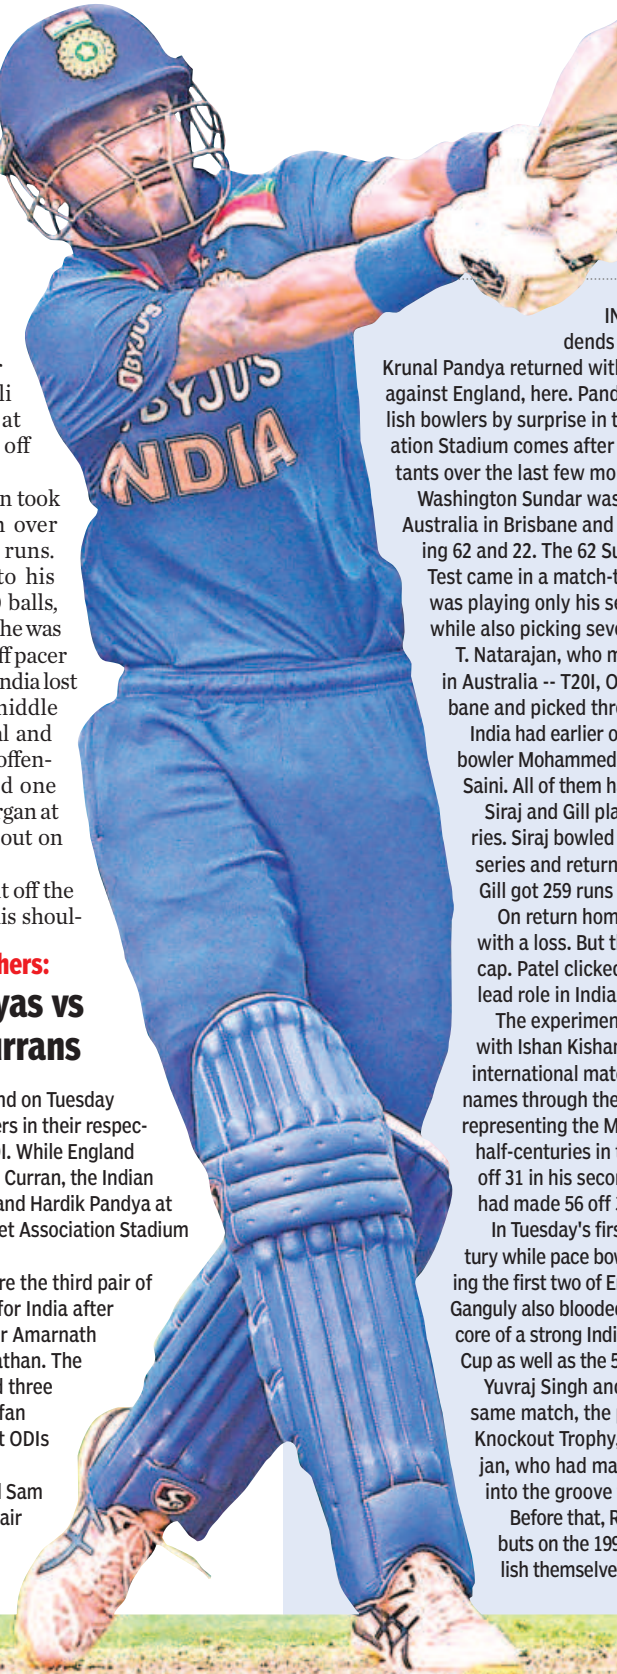 BYJU'S
BYJU'S
INDIA
li
at
off
n took
n over
runs.
to his
balls,
he was
ff pacer
ndia lost
niddle
al and
offen-
d one
rgan at
out on
t off the
is shoul-
hers:
yas vs
urrans
nd on Tuesday
ers in their respec-
I. While England
Curran, the Indian
and Hardik Pandya at
et Association Stadium
re the third pair of
for India after
r Amarnath
athan. The
d three
fan
t ODIs
l Sam
air
IN
dends
Krunal Pandya returned with
against England, here. Pand
lish bowlers by surprise in t
ation Stadium comes after
tants over the last few mo
Washington Sundar was
Australia in Brisbane and
ing 62 and 22. The 62 Su
Test came in a match-t
was playing only his se
while also picking seve
T. Natarajan, who m
in Australia -- T20I, O
bane and picked thre
India had earlier o
bowler Mohammed
Saini. All of them h
Siraj and Gill pla
ries. Siraj bowled
series and return
Gill got 259 runs
On return hom
with a loss. But t
cap. Patel clicked
lead role in India
The experimen
with Ishan Kishan
international mat
names through the
representing the M
half-centuries in
off 31 in his secon
had made 56 off 3
In Tuesday's firs
tury while pace bow
ing the first two of E
Ganguly also blooded
core of a strong Indi
Cup as well as the 5
Yuvraj Singh and
same match, the
Knockout Trophy,
jan, who had ma
into the groove
Before that, R
buts on the 199
lish themselve